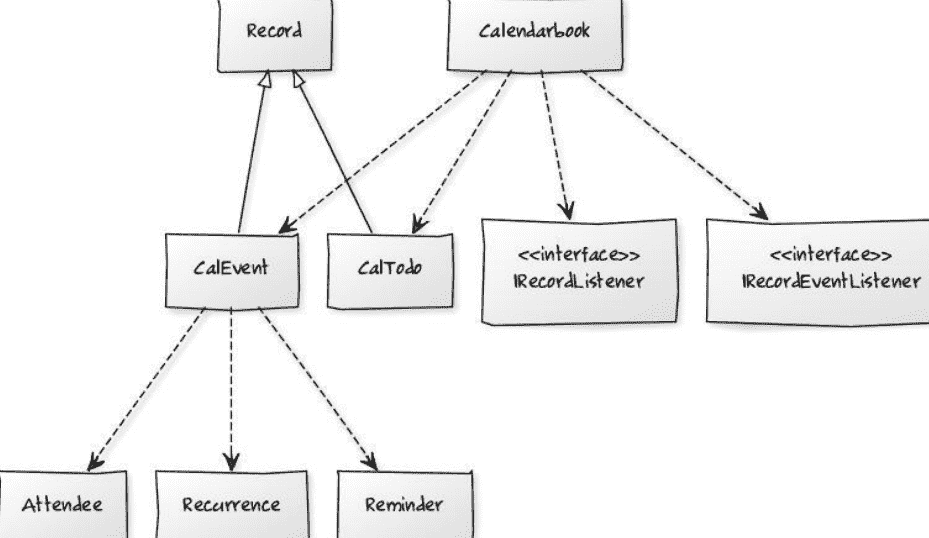 Record
Calendarbook
CalEvent
CalTodo
<<interface>>
IRecordListener
<<interface>>
IRecordEventListener
Attendee
Recurrence
Reminder